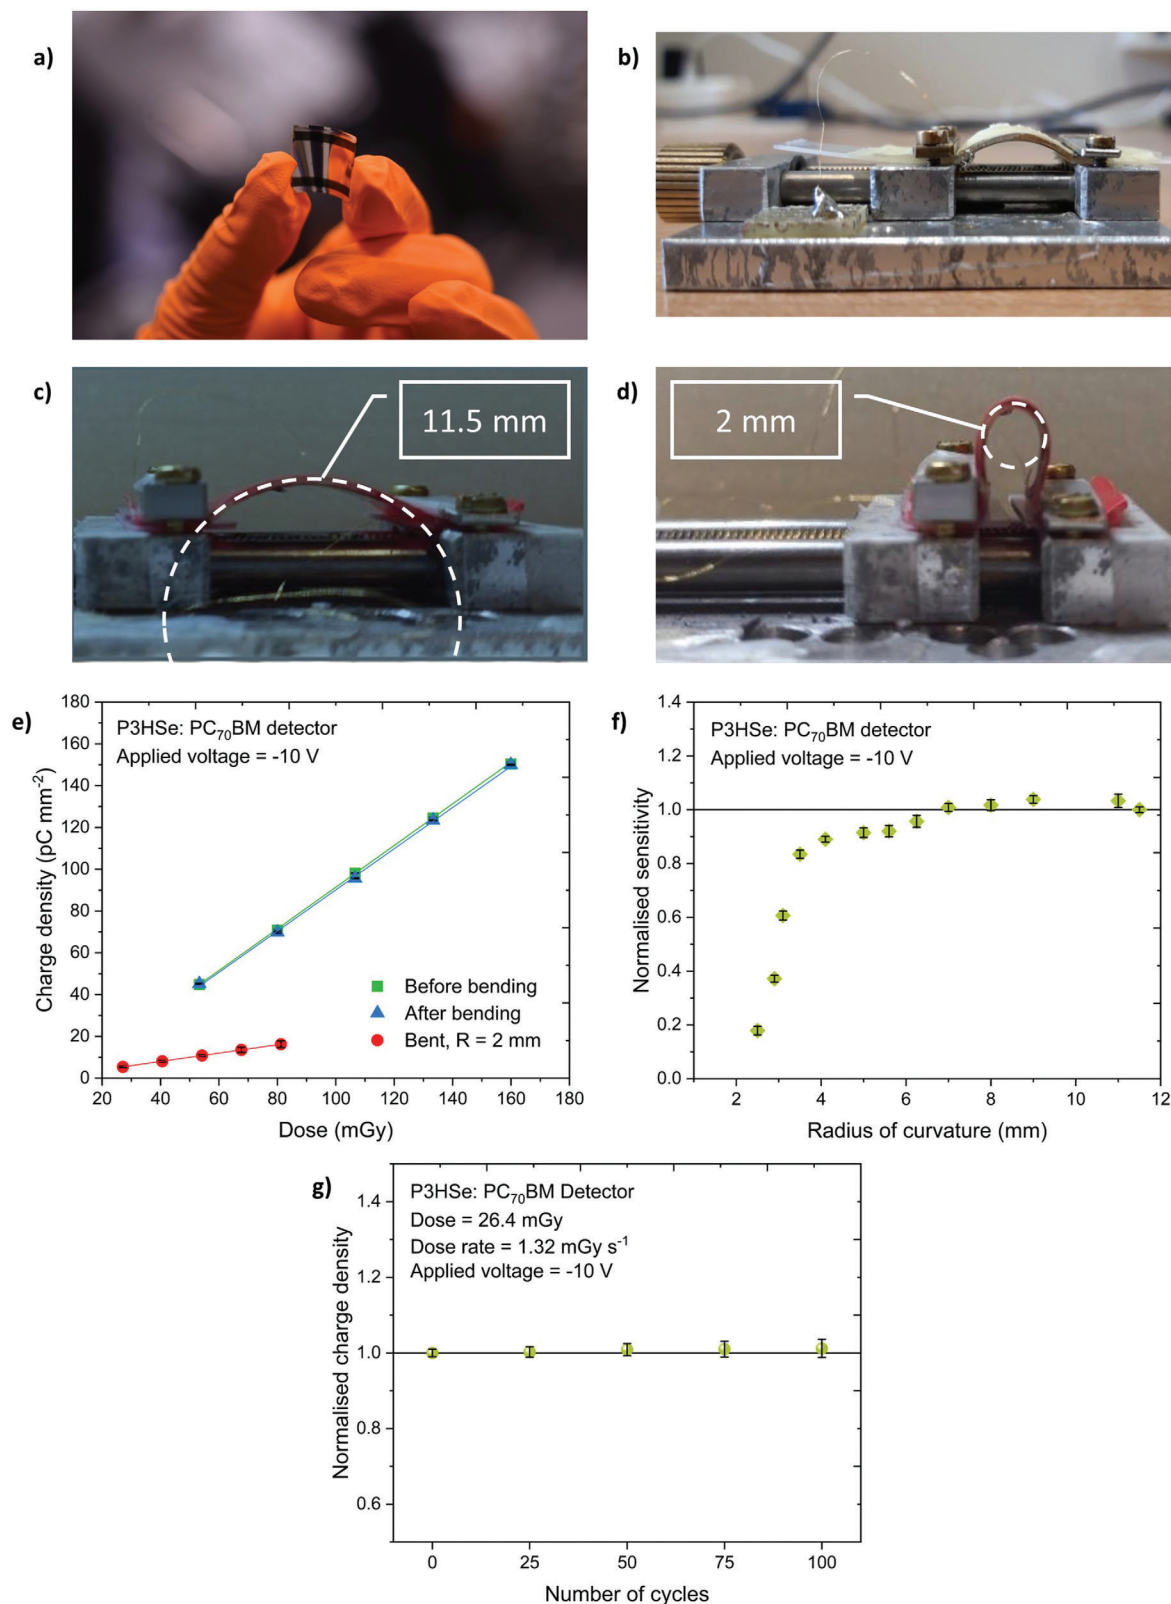 a)
b)
c)
11.5 mm
d)
2 mm
e)
P3HSe: PC70BM detector
Applied voltage = -10 V
Before bending
After bending
Bent, R = 2 mm
Charge density (pC mm-2)
180
160
140
120
100
80
60
40
20
0
20 40 60 80 100 120 140 160 180
Dose (mGy)
f)
P3HSe: PC70BM detector
Applied voltage = -10 V
Normalised sensitivity
1.4
1.2
1.0
0.8
0.6
0.4
0.2
0.0
2 4 6 8 10 12
Radius of curvature (mm)
g)
P3HSe: PC70BM Detector
Dose = 26.4 mGy
Dose rate = 1.32 mGy s-1
Applied voltage = -10 V
Normalised charge density
1.4
1.2
1.0
0.8
0.6
0 25 50 75 100
Number of cycles